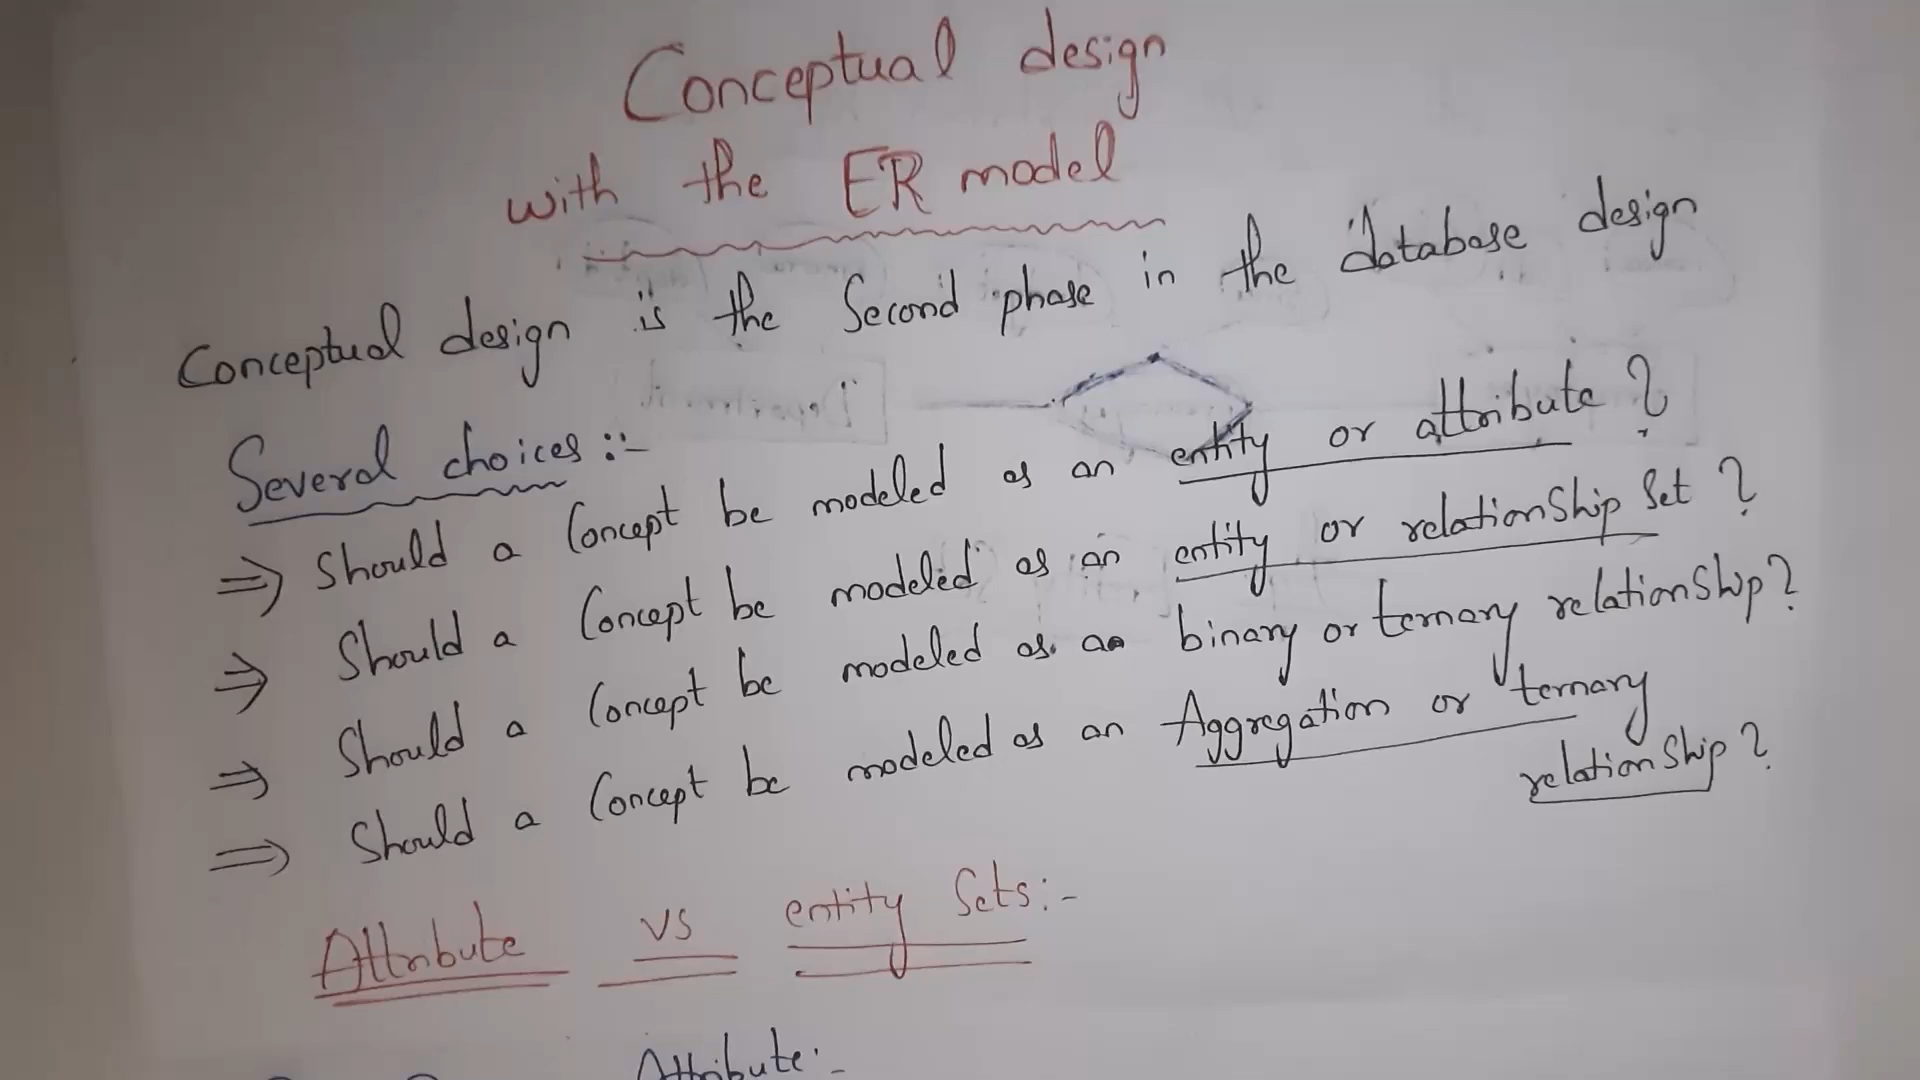 Conceptual design
with the ER model
Conceptual design is the Second phase in the database design
Several choices :-
⇒ Should a Concept be modeled as an entity or attribute ?
⇒ Should a Concept be modeled as an entity or relationship Set ?
⇒ Should a Concept be modeled as a binary or ternary relationship ?
⇒ Should a Concept be modeled as an Aggregation or ternary
relationship ?
Attribute vs entity Sets :-
Attribute :-